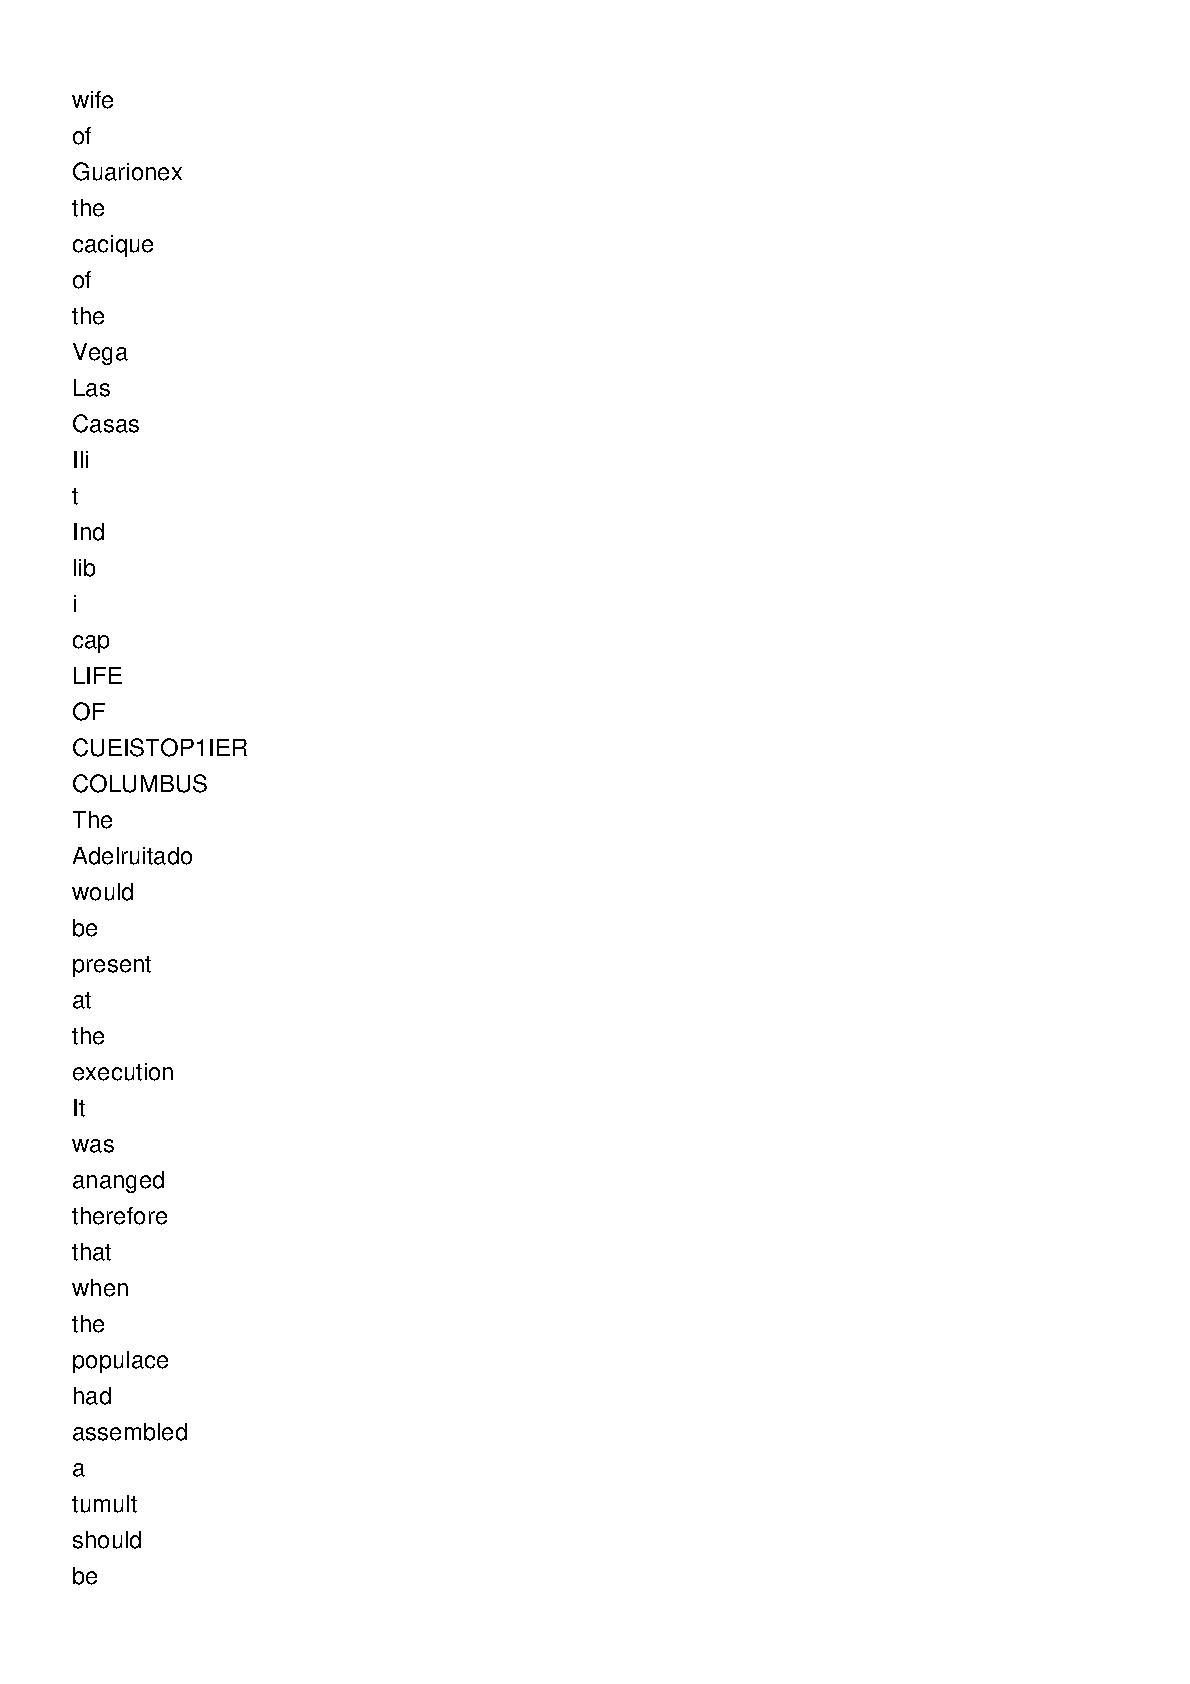 wife
of
Guarionex
the
cacique
of
the
Vega
Las
Casas
Ili
t
Ind
lib
i
cap
LIFE
OF
CUEISTOP1IER
COLUMBUS
The
Adelruitado
would
be
present
at
the
execution
It
was
ananged
therefore
that
when
the
populace
had
assembled
a
tumult
should
be